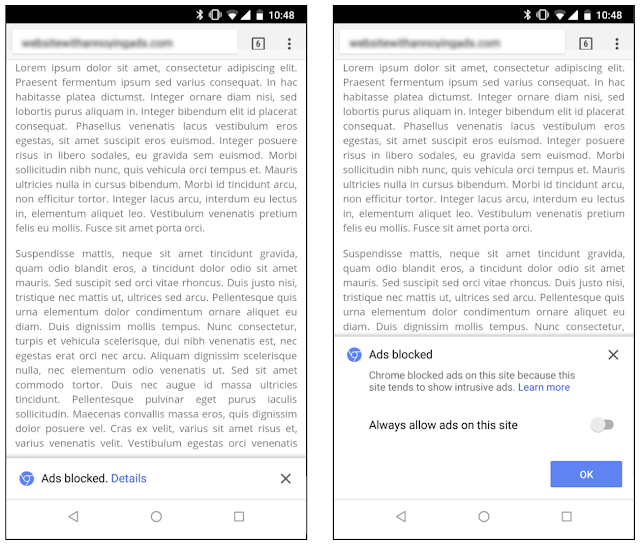 10:48
websitewithannoyingads.com
6
Lorem ipsum dolor sit amet, consectetur adipiscing elit.
Praesent fermentum ipsum sed varius consequat. In hac
habitasse platea dictumst. Integer ornare diam nisi, sed
lobortis purus aliquam in. Integer bibendum elit id placerat
consequat. Phasellus venenatis lacus vestibulum eros
egestas, sit amet suscipit eros euismod. Integer posuere
risus in libero sodales, eu gravida sem euismod. Morbi
sollicitudin nibh nunc, quis vehicula orci tempus et. Mauris
ultricies nulla in cursus bibendum. Morbi id tincidunt arcu,
non efficitur tortor. Integer lacus arcu, interdum eu lectus
in, elementum aliquet leo. Vestibulum venenatis pretium
felis eu mollis. Fusce sit amet porta orci.
Suspendisse mattis, neque sit amet tincidunt gravida,
quam odio blandit eros, a tincidunt dolor odio sit amet
mauris. Sed suscipit sed orci vitae rhoncus. Duis justo nisi,
tristique nec mattis ut, ultrices sed arcu. Pellentesque quis
urna elementum dolor condimentum ornare aliquet eu
diam. Duis dignissim mollis tempus. Nunc consectetur,
turpis et vehicula scelerisque, dui nibh venenatis est, nec
egestas erat orci nec arcu. Aliquam dignissim scelerisque
nulla, nec elementum odio venenatis ut. Sed sit amet
commodo tortor. Duis nec augue id massa ultricies
tincidunt. Pellentesque pulvinar eget purus iaculis
sollicitudin. Maecenas convallis massa eros, quis dignissim
dolor posuere vel. Cras ex velit, varius sit amet risus et,
varius venenatis velit. Vestibulum egestas orci venenatis
Ads blocked. Details
10:48
websitewithannoyingads.com
6
Lorem ipsum dolor sit amet, consectetur adipiscing elit.
Praesent fermentum ipsum sed varius consequat. In hac
habitasse platea dictumst. Integer ornare diam nisi, sed
lobortis purus aliquam in. Integer bibendum elit id placerat
consequat. Phasellus venenatis lacus vestibulum eros
egestas, sit amet suscipit eros euismod. Integer posuere
risus in libero sodales, eu gravida sem euismod. Morbi
sollicitudin nibh nunc, quis vehicula orci tempus et. Mauris
ultricies nulla in cursus bibendum. Morbi id tincidunt arcu,
non efficitur tortor. Integer lacus arcu, interdum eu lectus
in, elementum aliquet leo. Vestibulum venenatis pretium
felis eu mollis. Fusce sit amet porta orci.
Suspendisse mattis, neque sit amet tincidunt gravida,
quam odio blandit eros, a tincidunt dolor odio sit amet
mauris. Sed suscipit sed orci vitae rhoncus. Duis justo nisi,
tristique nec mattis ut, ultrices sed arcu. Pellentesque quis
urna elementum dolor condimentum ornare aliquet eu
diam. Duis dignissim mollis tempus. Nunc consectetur,
Ads blocked
Chrome blocked ads on this site because this
site tends to show intrusive ads. Learn more
Always allow ads on this site
OK